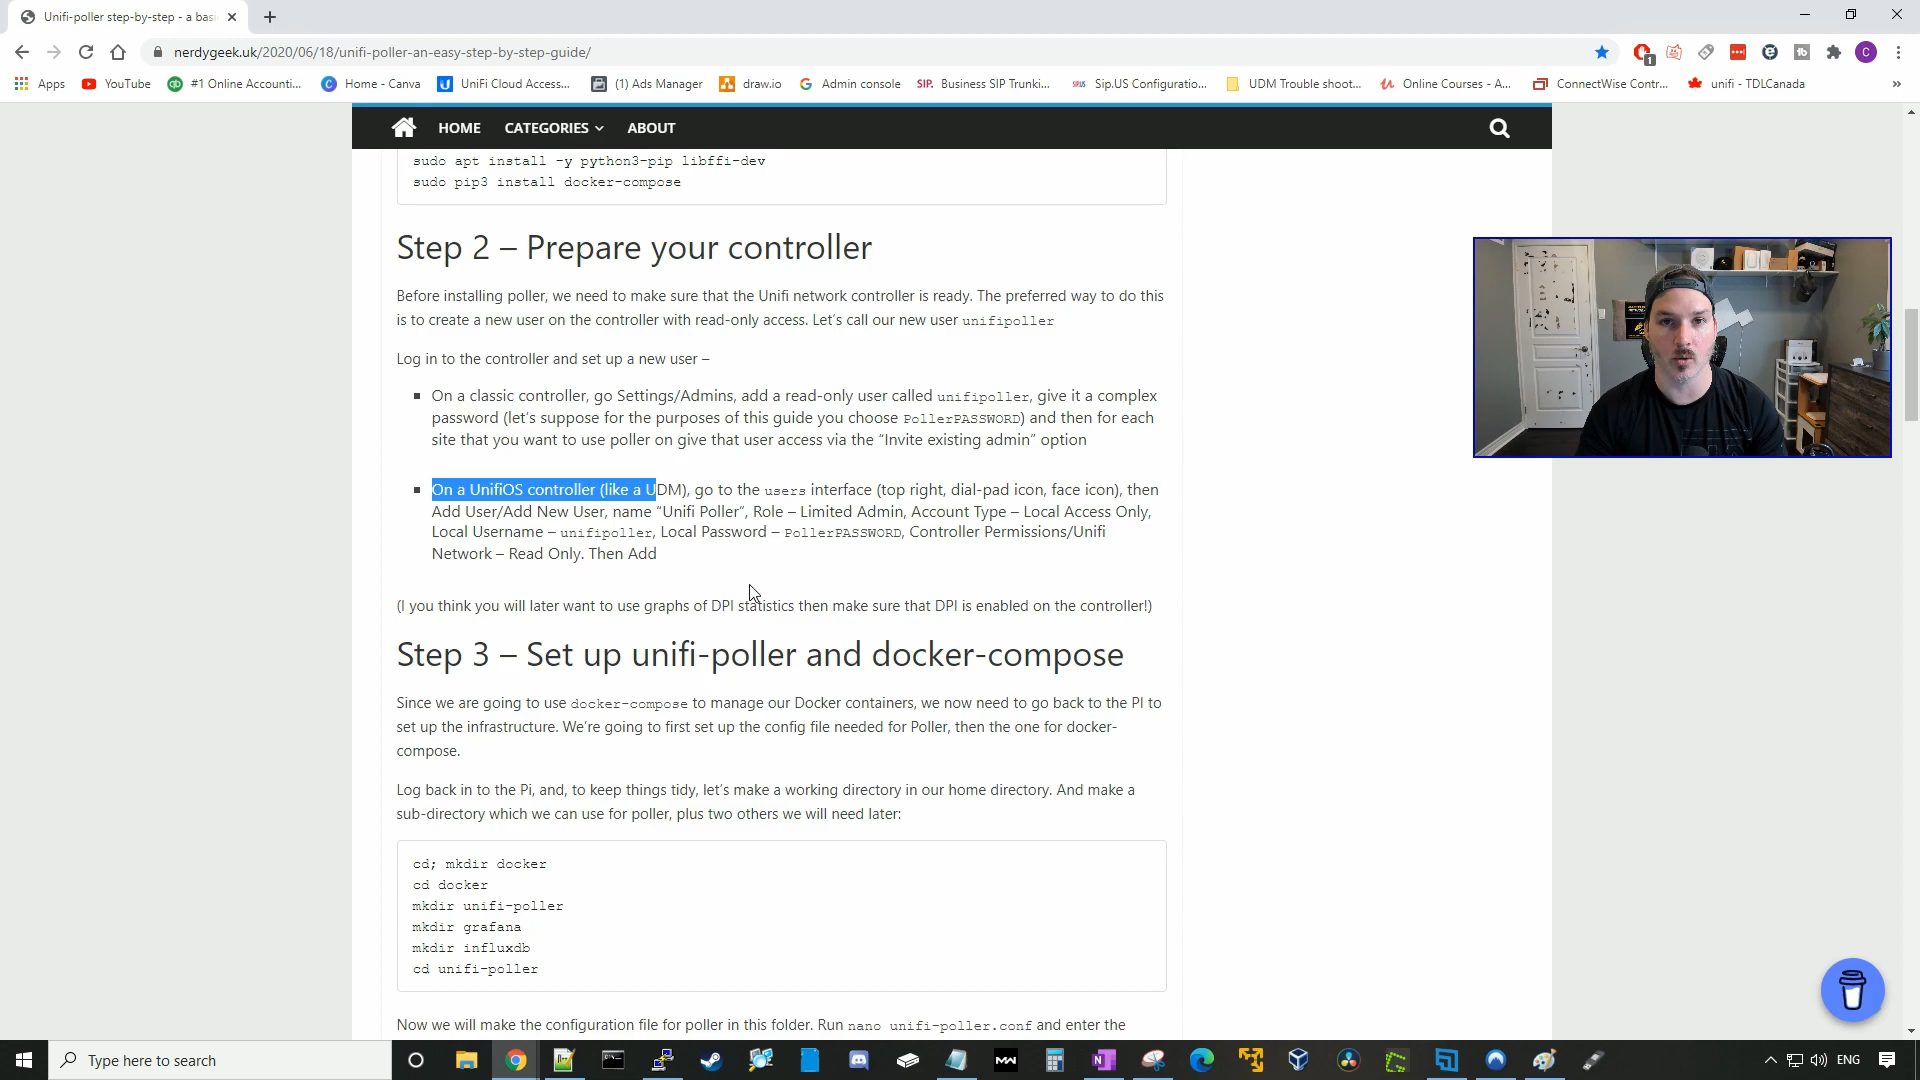 Unifi-poller step-by-step - a basi
nerdygeek.uk/2020/06/18/unifi-poller-an-easy-step-by-step-guide/
Apps YouTube #1 Online Accounti... Home - Canva UniFi Cloud Access... (1) Ads Manager draw.io Admin console SIP. Business SIP Trunki... Sip.US Configuratio... UDM Trouble shoot... Online Courses - A... ConnectWise Contr... unifi - TDLCanada »
HOME CATEGORIES ABOUT
sudo apt install -y python3-pip libffi-dev
sudo pip3 install docker-compose
Step 2 – Prepare your controller
Before installing poller, we need to make sure that the Unifi network controller is ready. The preferred way to do this
is to create a new user on the controller with read-only access. Let's call our new user unifipoller
Log in to the controller and set up a new user –
On a classic controller, go Settings/Admins, add a read-only user called unifipoller, give it a complex
password (let's suppose for the purposes of this guide you choose PollerPASSWORD) and then for each
site that you want to use poller on give that user access via the "Invite existing admin" option
On a UnifiOS controller (like a UDM), go to the users interface (top right, dial-pad icon, face icon), then
Add User/Add New User, name "Unifi Poller", Role – Limited Admin, Account Type – Local Access Only,
Local Username – unifipoller, Local Password – PollerPASSWORD, Controller Permissions/Unifi
Network – Read Only. Then Add
(I you think you will later want to use graphs of DPI statistics then make sure that DPI is enabled on the controller!)
Step 3 – Set up unifi-poller and docker-compose
Since we are going to use docker-compose to manage our Docker containers, we now need to go back to the PI to
set up the infrastructure. We're going to first set up the config file needed for Poller, then the one for docker-
compose.
Log back in to the Pi, and, to keep things tidy, let's make a working directory in our home directory. And make a
sub-directory which we can use for poller, plus two others we will need later:
cd; mkdir docker
cd docker
mkdir unifi-poller
mkdir grafana
mkdir influxdb
cd unifi-poller
Now we will make the configuration file for poller in this folder. Run nano unifi-poller.conf and enter the
Type here to search
ENG